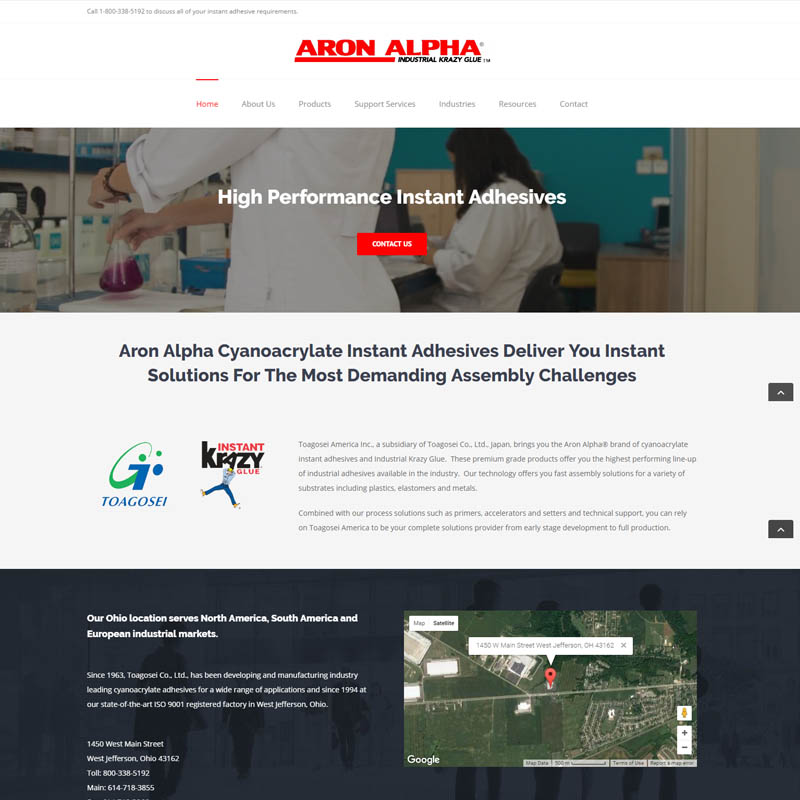 Call 1-800-338-5192 to discuss all of your instant adhesive requirements.
ARON ALPHA®
INDUSTRIAL KRAZY GLUE TM
Home About Us Products Support Services Industries Resources Contact
High Performance Instant Adhesives
CONTACT US
Aron Alpha Cyanoacrylate Instant Adhesives Deliver You Instant
Solutions For The Most Demanding Assembly Challenges
TOAGOSEI
INSTANT
krazy
GLUE
Toagosei America Inc., a subsidiary of Toagosei Co., Ltd., Japan, brings you the Aron Alpha® brand of cyanoacrylate
instant adhesives and Industrial Krazy Glue. These premium grade products offer you the highest performing line-up
of industrial adhesives available in the industry. Our technology offers you fast assembly solutions for a variety of
substrates including plastics, elastomers and metals.
Combined with our process solutions such as primers, accelerators and setters and technical support, you can rely
on Toagosei America to be your complete solutions provider from early stage development to full production.
Our Ohio location serves North America, South America and
European industrial markets.
Since 1963, Toagosei Co., Ltd., has been developing and manufacturing industry
leading cyanoacrylate adhesives for a wide range of applications and since 1994 at
our state-of-the-art ISO 9001 registered factory in West Jefferson, Ohio.
1450 West Main Street
West Jefferson, Ohio 43162
Toll: 800-338-5192
Main: 614-718-3855
Map Satellite
1450 W Main Street West Jefferson, OH 43162
Google
Map Data 500 m Terms of Use Report a map error